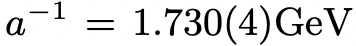 a⁻¹ = 1.730(4)GeV